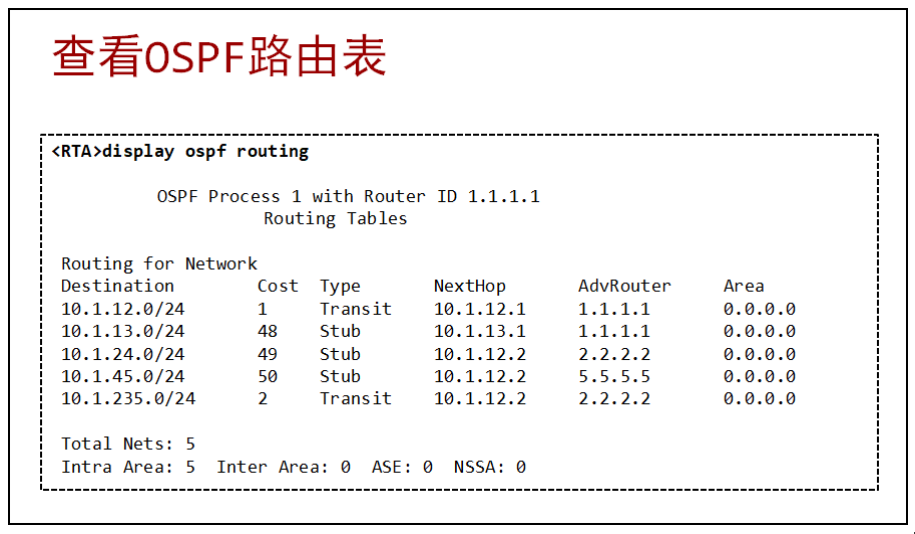 查看OSPF路由表
<RTA>display ospf routing
OSPF Process 1 with Router ID 1.1.1.1
Routing Tables
Routing for Network
Destination Cost Type NextHop AdvRouter Area
10.1.12.0/24 1 Transit 10.1.12.1 1.1.1.1 0.0.0.0
10.1.13.0/24 48 Stub 10.1.13.1 1.1.1.1 0.0.0.0
10.1.24.0/24 49 Stub 10.1.12.2 2.2.2.2 0.0.0.0
10.1.45.0/24 50 Stub 10.1.12.2 5.5.5.5 0.0.0.0
10.1.235.0/24 2 Transit 10.1.12.2 2.2.2.2 0.0.0.0
Total Nets: 5
Intra Area: 5 Inter Area: 0 ASE: 0 NSSA: 0